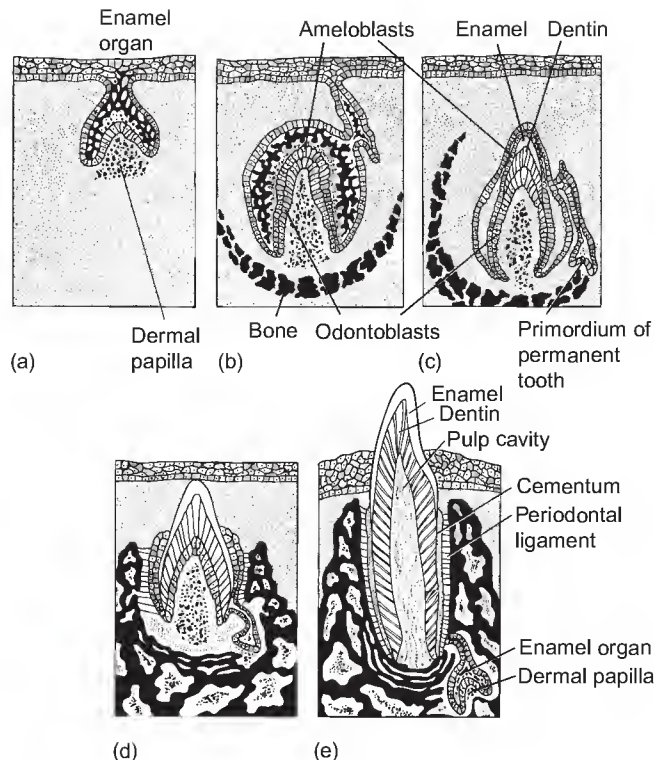 Enamel
organ
Ameloblasts
Enamel
Dentin
Dermal
papilla
Bone
Odontoblasts
Primordium of
permanent
tooth
(a)
(b)
(c)
Enamel
Dentin
Pulp cavity
Cementum
Periodontal
ligament
Enamel organ
Dermal papilla
(d)
(e)